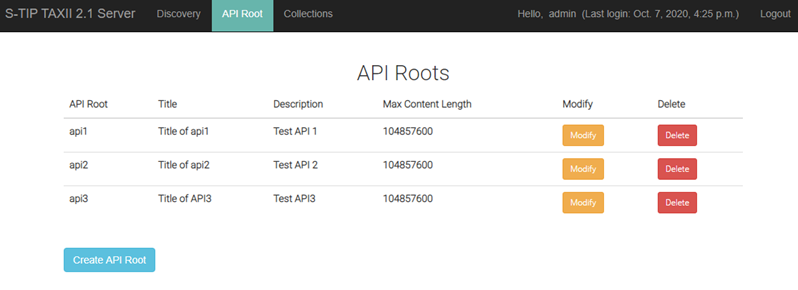 S-TIP TAXII 2.1 Server Discovery API Root Collections Hello, admin (Last login: Oct. 7, 2020, 4:25 p.m.) Logout
API Roots
API Root Title Description Max Content Length Modify Delete
api1 Title of api1 Test API 1 104857600 Modify Delete
api2 Title of api2 Test API 2 104857600 Modify Delete
api3 Title of API3 Test API3 104857600 Modify Delete
Create API Root